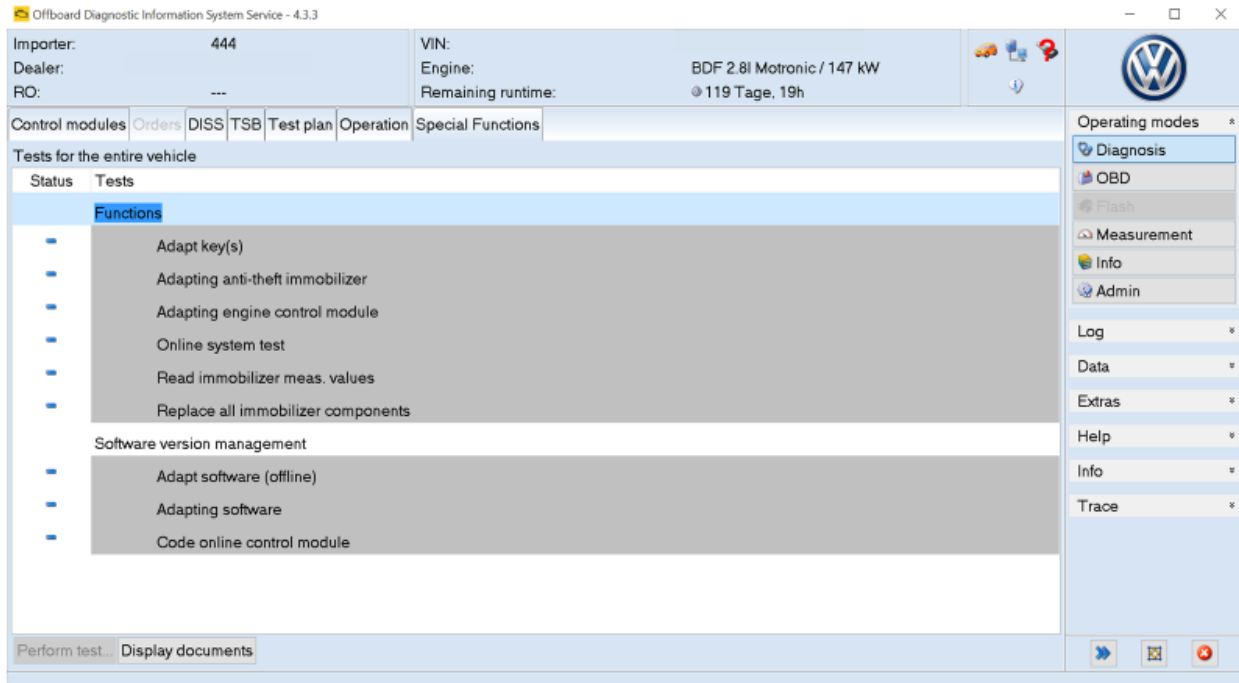 Offboard Diagnostic Information System Service - 4.3.3
Importer: 444
Dealer:
RO: ---
VIN:
Engine: BDF 2.8l Motronic / 147 kW
Remaining runtime: 119 Tage, 19h
Control modules Orders DISS TSB Test plan Operation Special Functions
Tests for the entire vehicle
Status Tests
Functions
Adapt key(s)
Adapting anti-theft immobilizer
Adapting engine control module
Online system test
Read immobilizer meas. values
Replace all immobilizer components
Software version management
Adapt software (offline)
Adapting software
Code online control module
Perform test... Display documents
Operating modes
Diagnosis
OBD
Flash
Measurement
Info
Admin
Log
Data
Extras
Help
Info
Trace